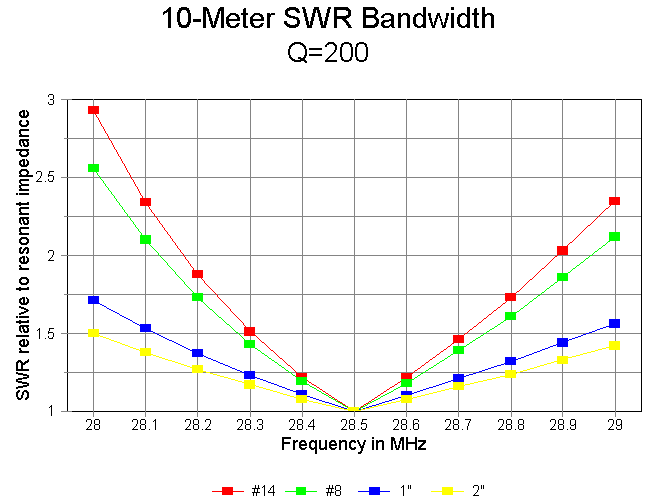 10-Meter SWR Bandwidth
Q=200
SWR relative to resonant impedance
3
2.5
2
1.5
1
28 28.1 28.2 28.3 28.4 28.5 28.6 28.7 28.8 28.9 29
Frequency in MHz
#14 #8 1" 2"